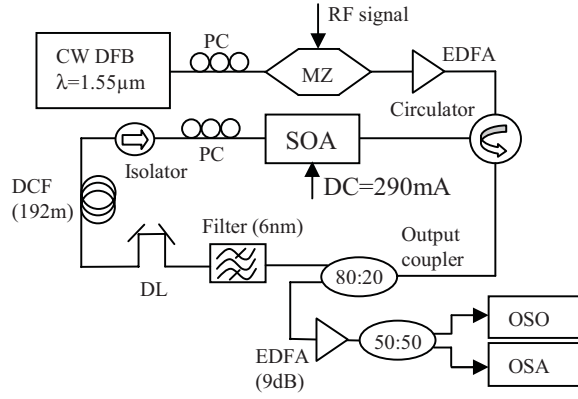 RF signal
CW DFB
λ=1.55µm
PC
MZ
EDFA
Circulator
Isolator
PC
SOA
DC=290mA
DCF
(192m)
DL
Filter (6nm)
Output
coupler
80:20
EDFA
(9dB)
50:50
OSO
OSA